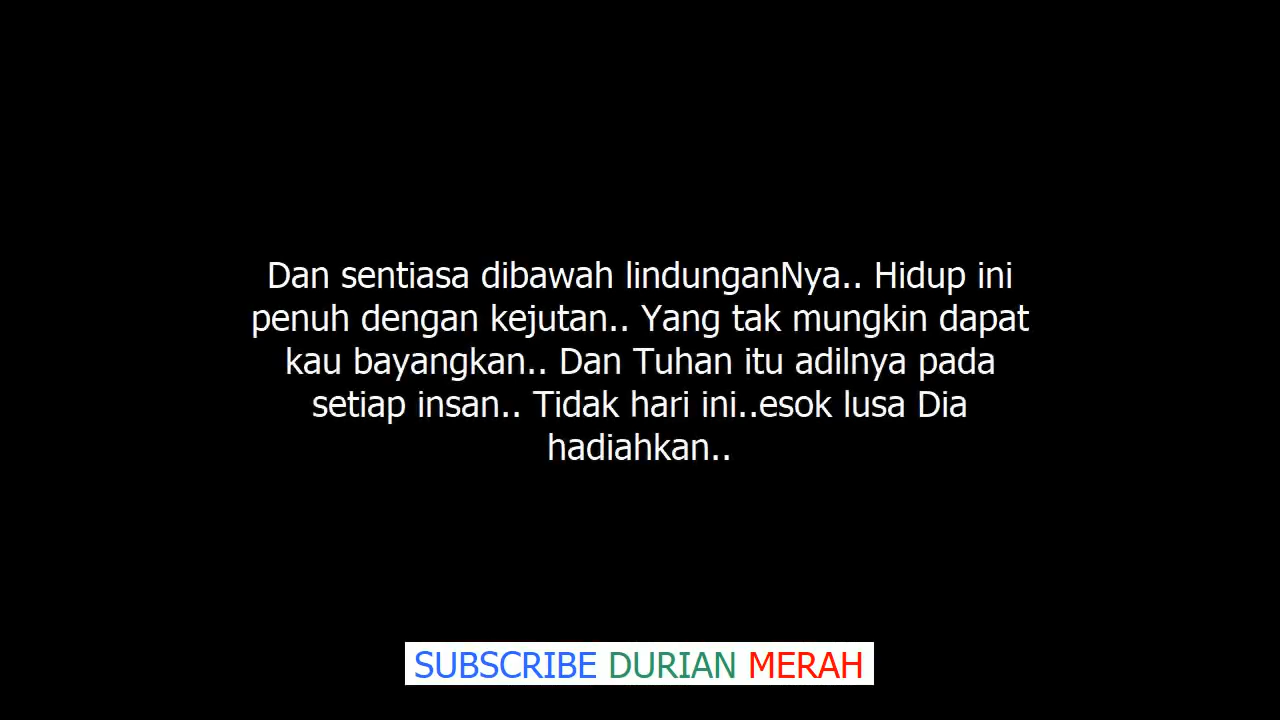 Dan sentiasa dibawah lindunganNya.. Hidup ini
penuh dengan kejutan.. Yang tak mungkin dapat
kau bayangkan.. Dan Tuhan itu adilnya pada
setiap insan.. Tidak hari ini..esok lusa Dia
hadiahkan..
SUBSCRIBE DURIAN MERAH